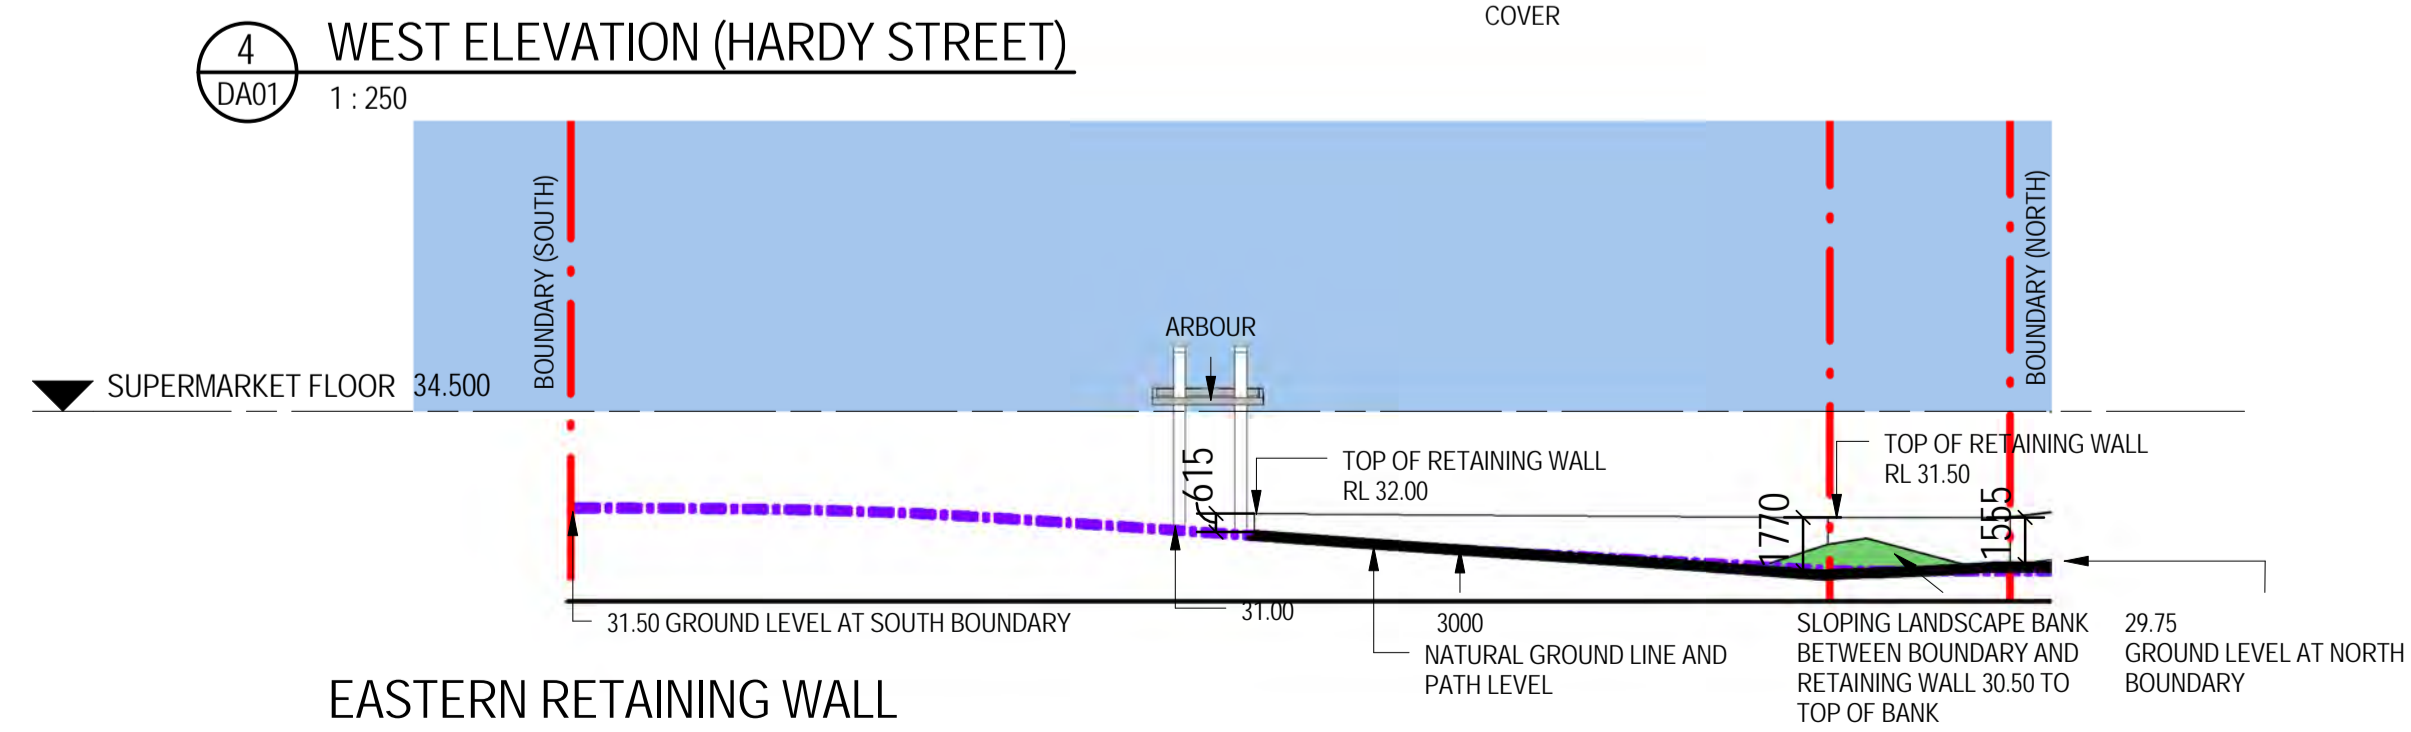 COVER
4
DA01
WEST ELEVATION (HARDY STREET)
1 : 250
BOUNDARY (SOUTH)
BOUNDARY (NORTH)
ARBOUR
SUPERMARKET FLOOR 34.500
615
TOP OF RETAINING WALL
RL 32.00
TOP OF RETAINING WALL
RL 31.50
1770
1555
31.50 GROUND LEVEL AT SOUTH BOUNDARY
31.00
3000
NATURAL GROUND LINE AND
PATH LEVEL
SLOPING LANDSCAPE BANK
BETWEEN BOUNDARY AND
RETAINING WALL 30.50 TO
TOP OF BANK
29.75
GROUND LEVEL AT NORTH
BOUNDARY
EASTERN RETAINING WALL